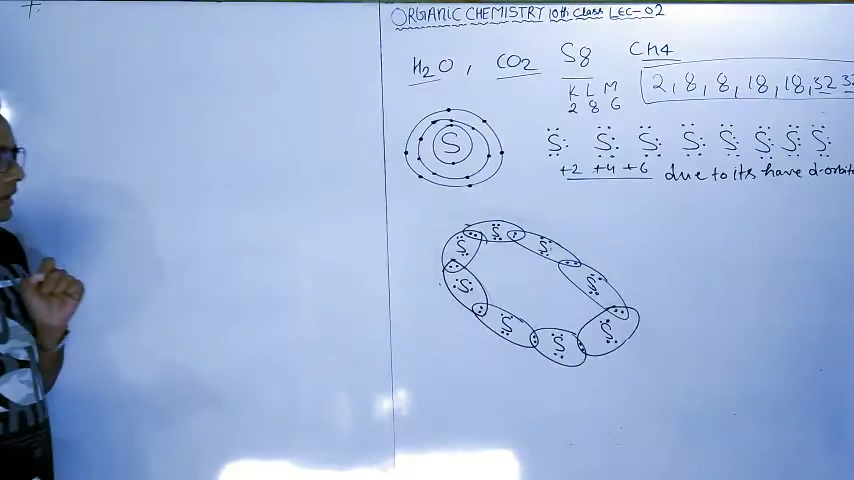 ORGANIC CHEMISTRY 10th Class LEC-02
H2O, CO2 S8 CH4
K L M
2 8 6
2, 8, 8, 18, 18, 32
S
S S S S S S S S
+2 +4 +6 due to its have d-orbit
S S S
S S
S S S